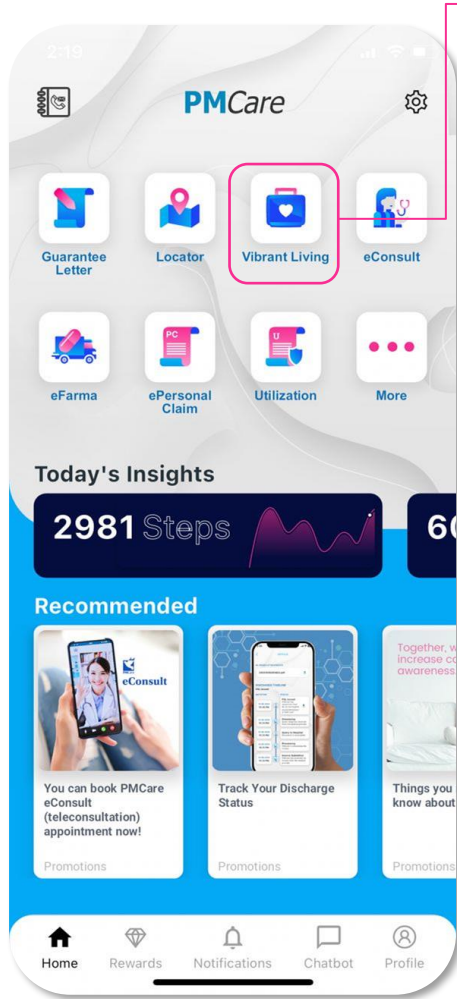 2:19
PMCare
Guarantee
Letter
Locator
Vibrant Living
eConsult
eFarma
PC
ePersonal
Claim
U
Utilization
More
Today's Insights
2981 Steps
60
Recommended
eConsult
Together, w
increase co
awareness
You can book PMCare
eConsult
(teleconsultation)
appointment now!
Promotions
Track Your Discharge
Status
Promotions
Things you
know about
Promotions
Home
Rewards
Notifications
Chatbot
Profile